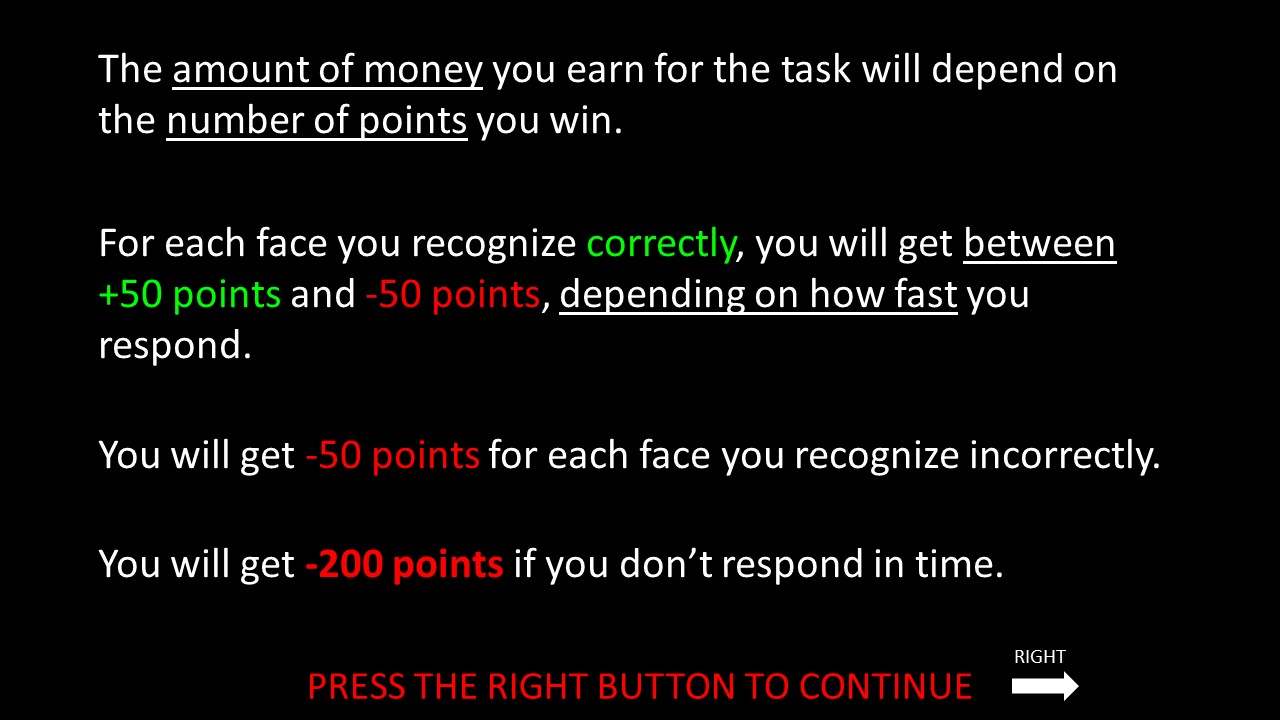 The amount of money you earn for the task will depend on
the number of points you win.
For each face you recognize correctly, you will get between
+50 points and -50 points, depending on how fast you
respond.
You will get -50 points for each face you recognize incorrectly.
You will get -200 points if you don’t respond in time.
RIGHT
PRESS THE RIGHT BUTTON TO CONTINUE